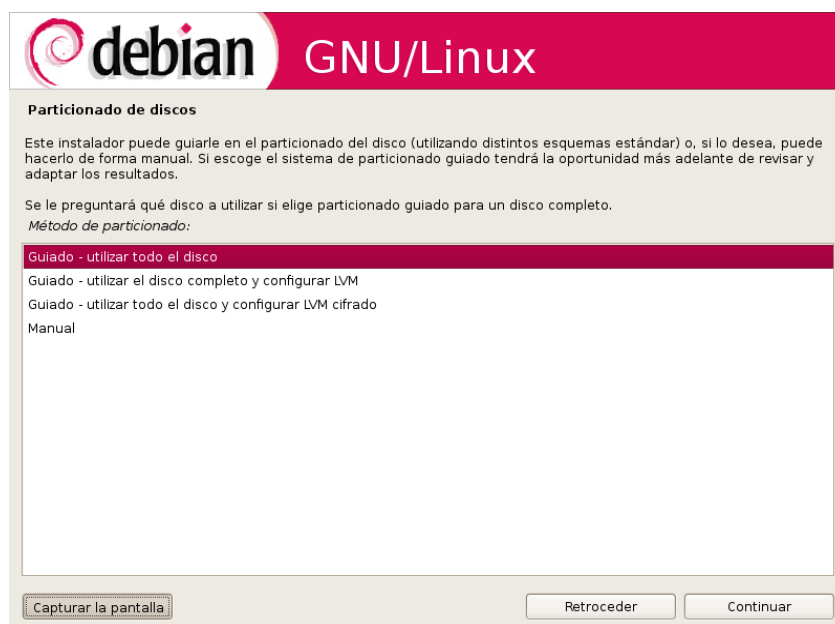 debian GNU/Linux
Particionado de discos
Este instalador puede guiarle en el particionado del disco (utilizando distintos esquemas estándar) o, si lo desea, puede
hacerlo de forma manual. Si escoge el sistema de particionado guiado tendrá la oportunidad más adelante de revisar y
adaptar los resultados.
Se le preguntará qué disco a utilizar si elige particionado guiado para un disco completo.
Método de particionado:
Guiado - utilizar todo el disco
Guiado - utilizar el disco completo y configurar LVM
Guiado - utilizar todo el disco y configurar LVM cifrado
Manual
Capturar la pantalla Retroceder Continuar